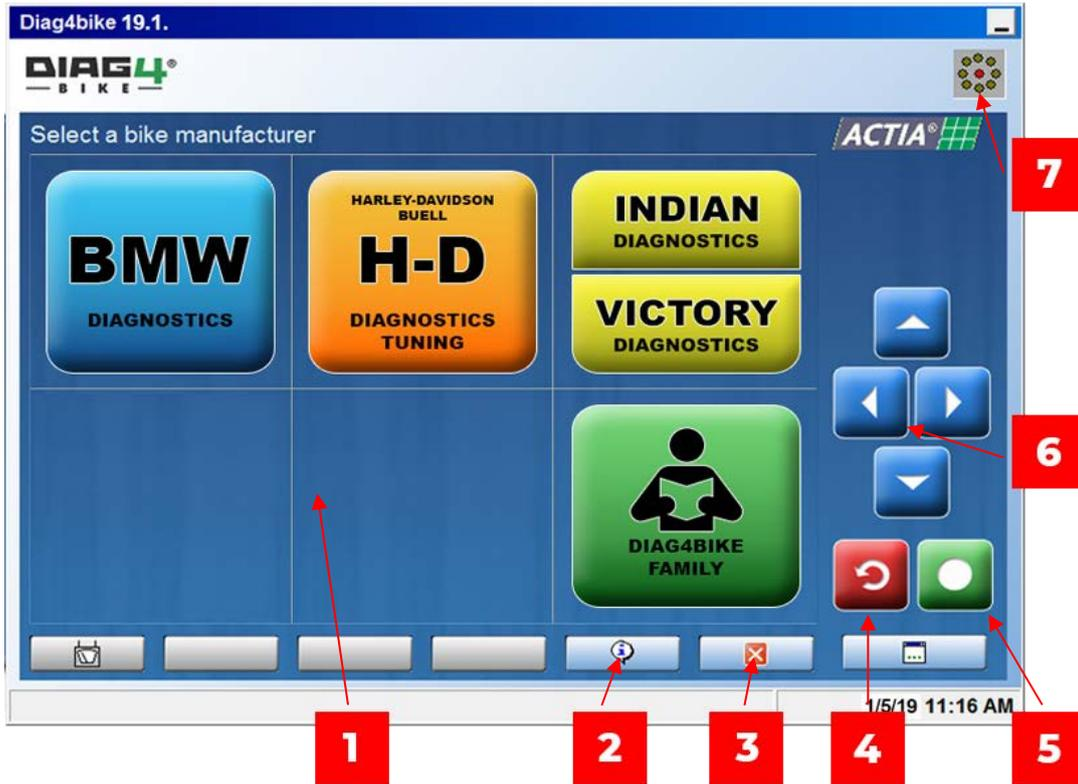 Diag4bike 19.1.
DIAG4®
BIKE
Select a bike manufacturer
ACTIA®
7
BMW
DIAGNOSTICS
HARLEY-DAVIDSON
BUELL
H-D
DIAGNOSTICS
TUNING
INDIAN
DIAGNOSTICS
VICTORY
DIAGNOSTICS
6
DIAG4BIKE
FAMILY
1/5/19 11:16 AM
1
2
3
4
5